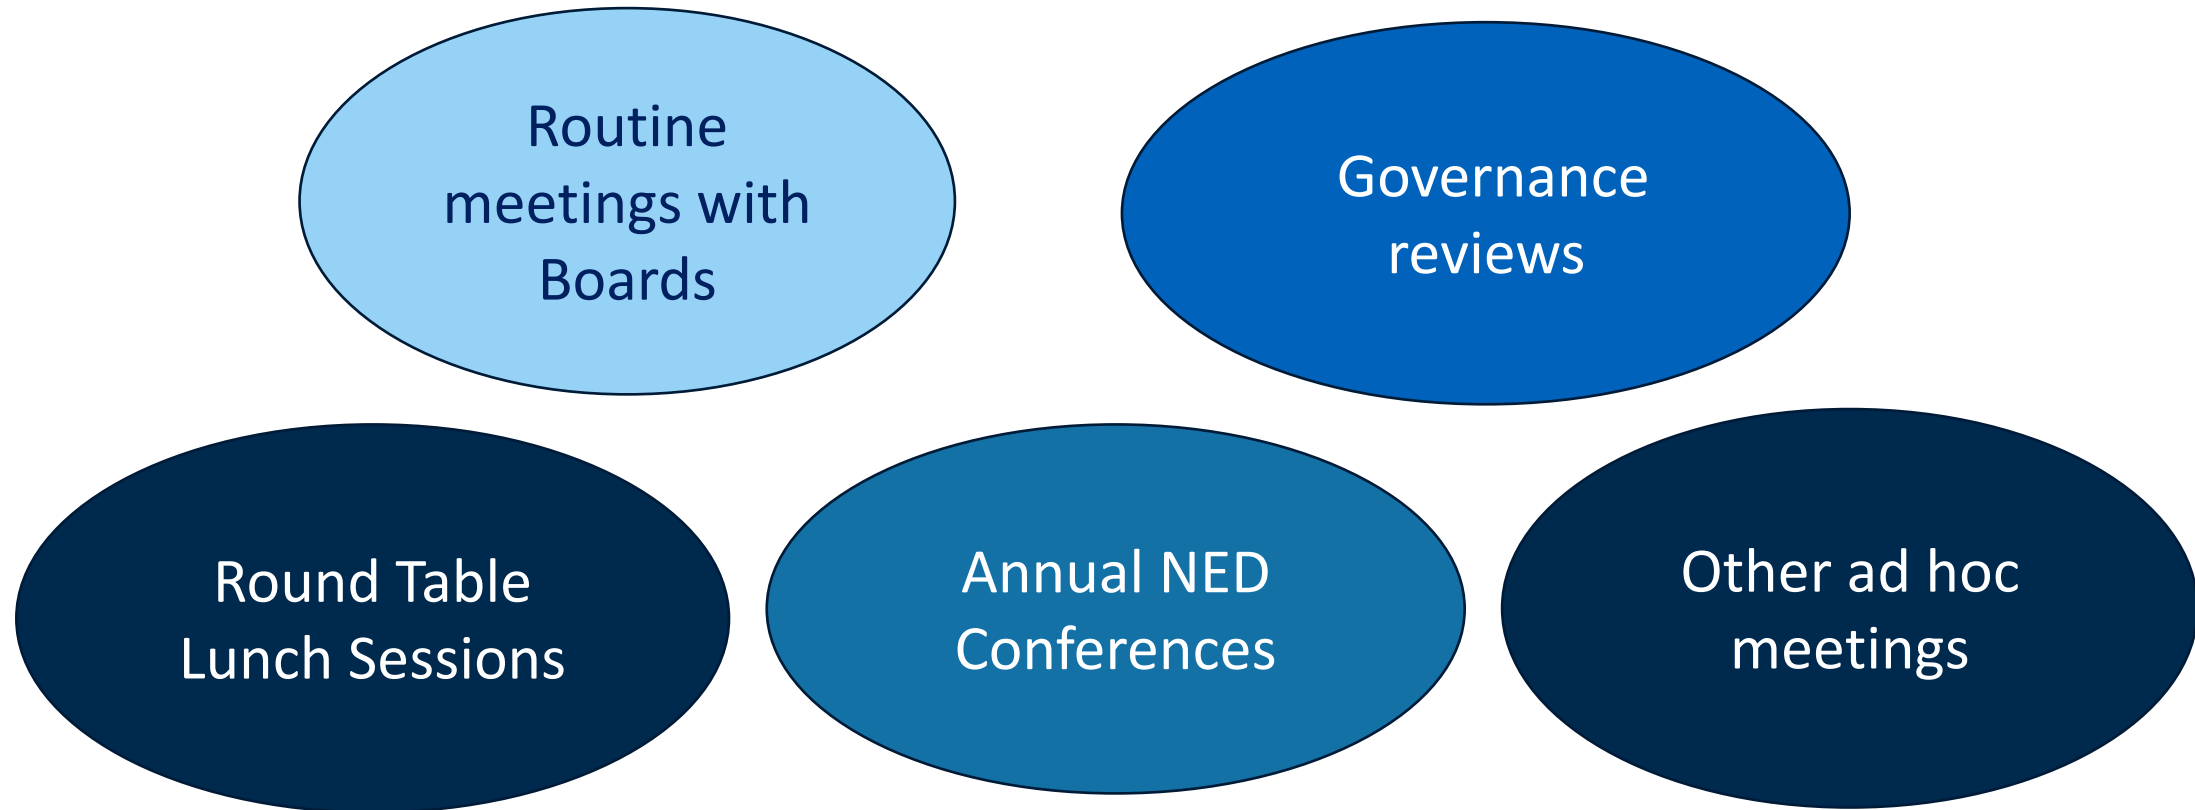 Routine
meetings with
Boards
Governance
reviews
Round Table
Lunch Sessions
Annual NED
Conferences
Other ad hoc
meetings